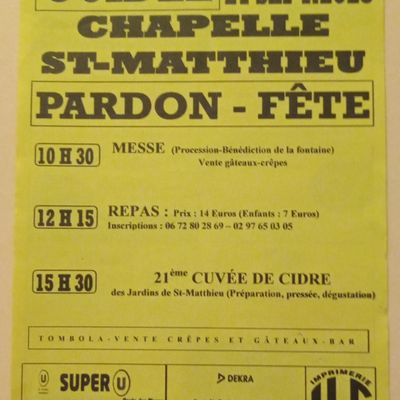 CHAPELLE
ST-MATTHIEU
PARDON - FÊTE
10 H 30 MESSE (Procession-Bénédiction de la fontaine)
Vente gâteaux-crêpes
12 H 15 REPAS : Prix : 14 Euros (Enfants : 7 Euros)
Inscriptions : 06 72 80 28 69 – 02 97 65 03 05
15 H 30 21ème CUVÉE DE CIDRE
des Jardins de St-Matthieu (Préparation, pressée, dégustation)
TOMBOLA-VENTE CRÊPES ET GÂTEAUX-BAR
U SUPER U
DEKRA
IMPRIMERIE